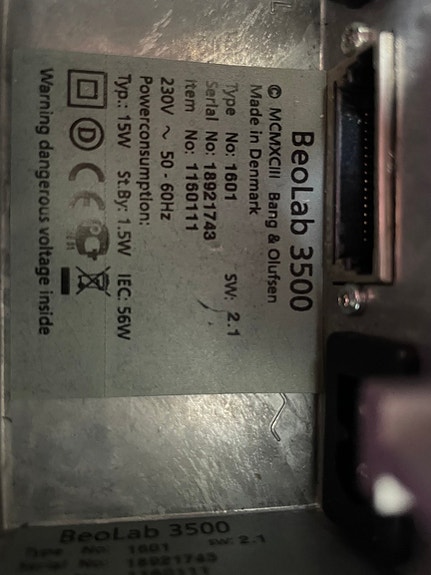 BeoLab 3500
© MCMXCIII Bang & Olufsen
Made in Denmark
Type No: 1601 SW: 2.1
Serial No: 18921743
Item No: 1160111
230V ~ 50 - 60Hz
Powerconsumption:
Typ.: 15W St.By: 1.5W IEC: 56W
D CE
Warning dangerous voltage inside
BeoLab 3500
Type No: 1601 SW: 2.1
Serial No: 18921743
1160111